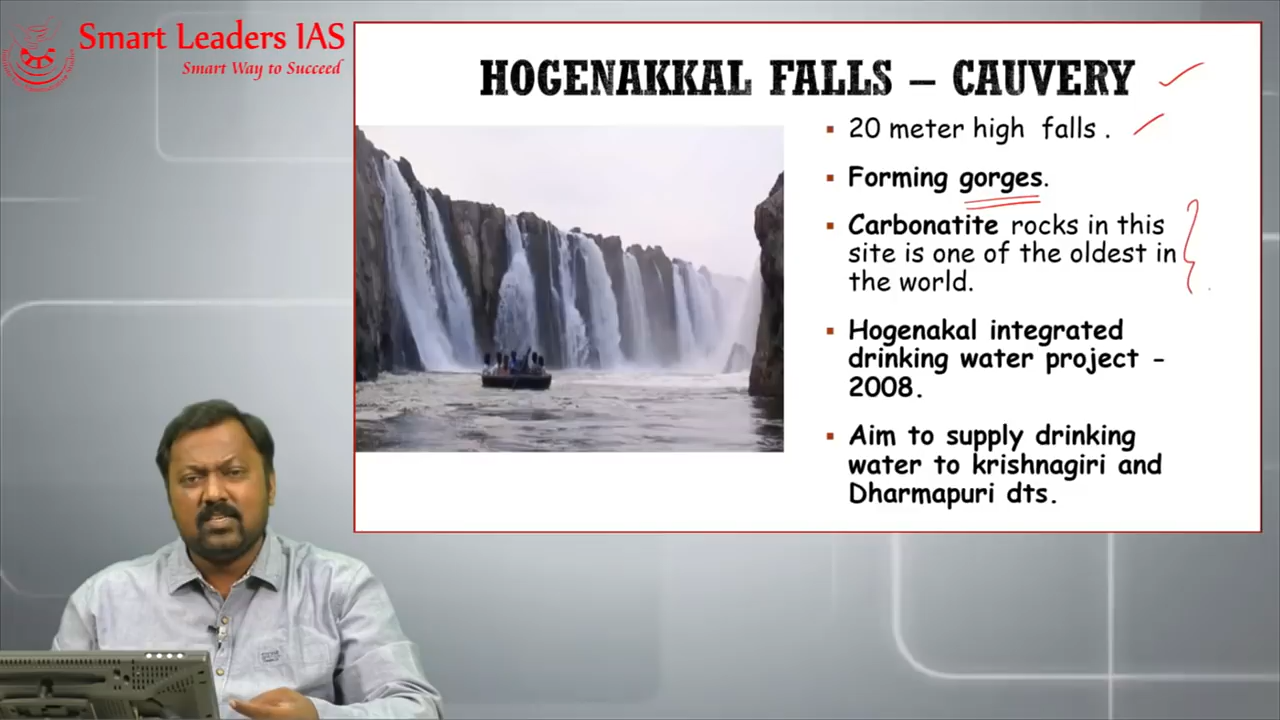 Smart Leaders IAS
Smart Way to Succeed
HOGENAKKAL FALLS – CAUVERY
20 meter high falls .
Forming gorges.
Carbonatite rocks in this
site is one of the oldest in
the world.
Hogenakal integrated
drinking water project –
2008.
Aim to supply drinking
water to krishnagiri and
Dharmapuri dts.